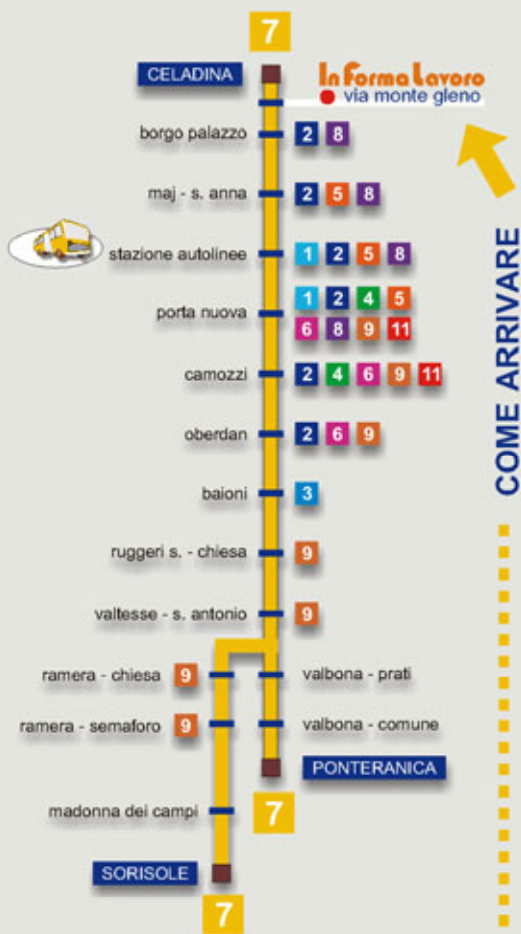 7
CELADINA
InFormaLavoro
via monte gleno
borgo palazzo 2 8
maj - s. anna 2 5 8
stazione autolinee 1 2 5 8
porta nuova 1 2 4 5
6 8 9 11
camozzi 2 4 6 9 11
oberdan 2 6 9
baioni 3
ruggeri s. - chiesa 9
valtesse - s. antonio 9
ramera - chiesa 9 valbona - prati
ramera - semaforo 9 valbona - comune
PONTERANICA
7
madonna dei campi
SORISOLE
7
COME ARRIVARE